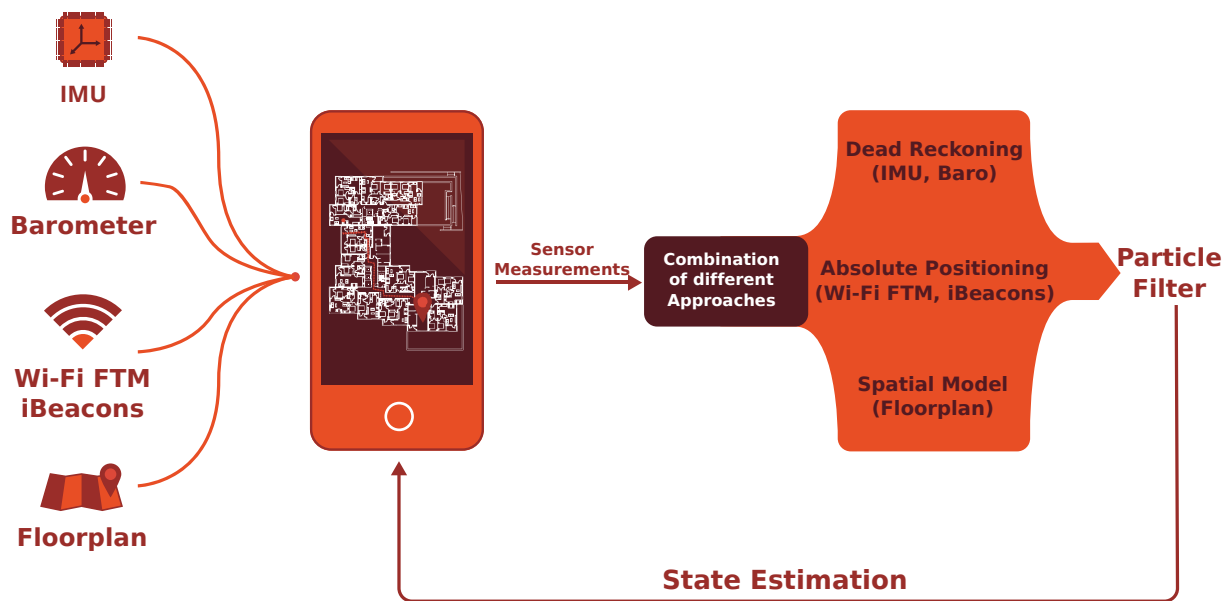 IMU
Barometer
Wi-Fi FTM
iBeacons
Floorplan
Sensor
Measurements
Combination
of different
Approaches
Dead Reckoning
(IMU, Baro)
Absolute Positioning
(Wi-Fi FTM, iBeacons)
Spatial Model
(Floorplan)
Particle
Filter
State Estimation